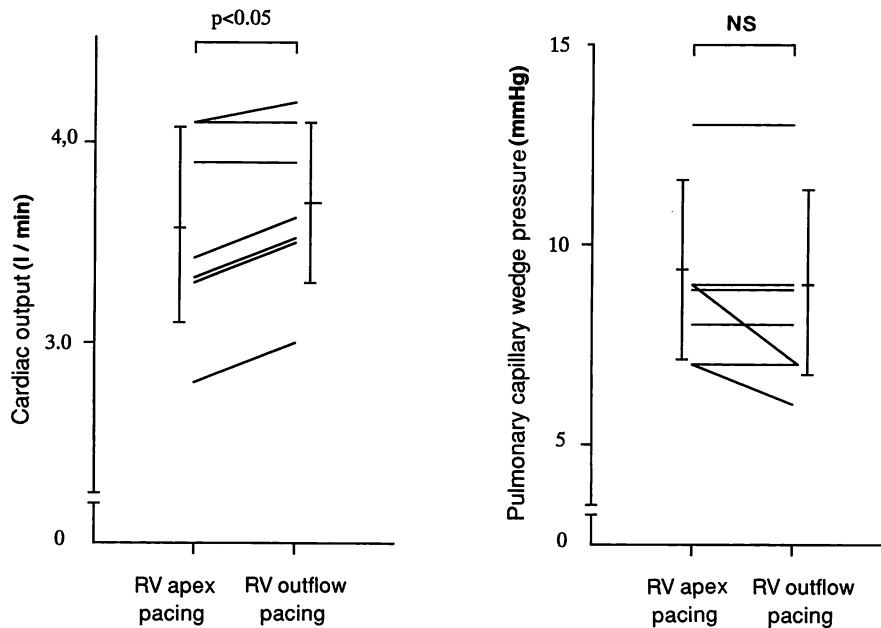 p<0.05
4,0
3.0
0
Cardiac output (l / min)
RV apex
pacing
RV outflow
pacing
NS
15
10
5
0
Pulmonary capillary wedge pressure (mmHg)
RV apex
pacing
RV outflow
pacing